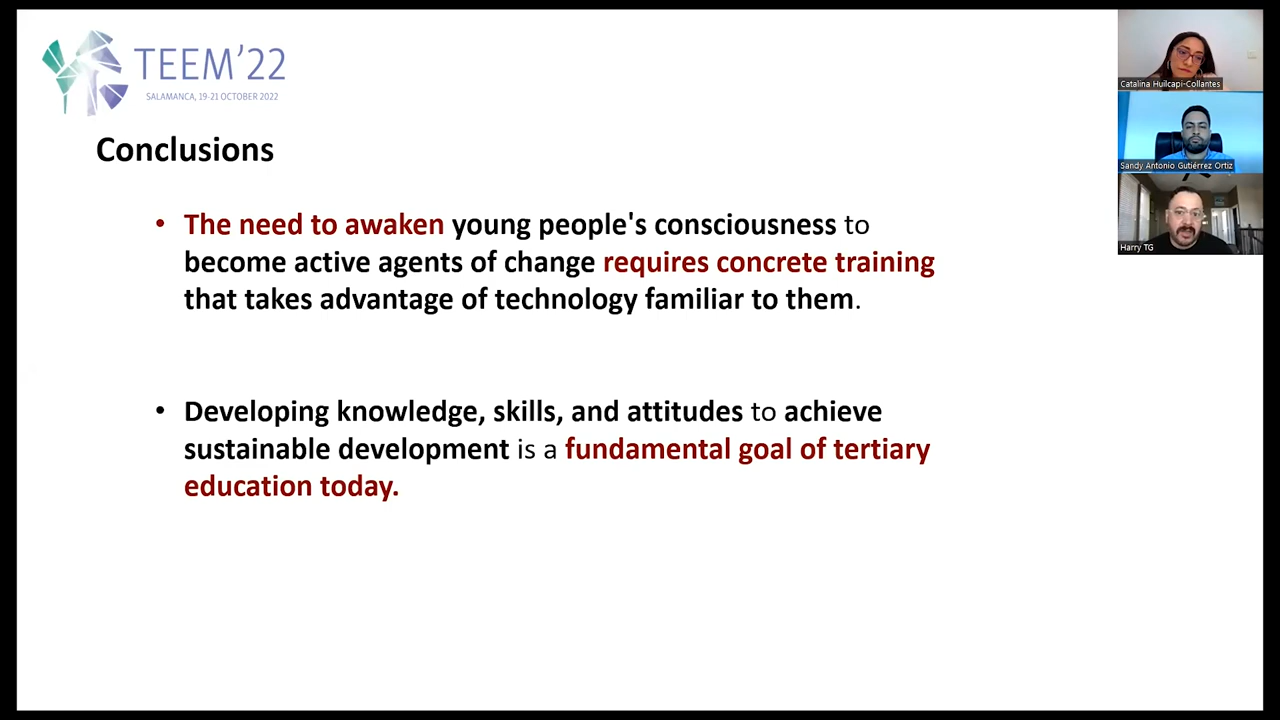 TEEM’22
SALAMANCA, 19-21 OCTOBER 2022
Conclusions
• The need to awaken young people's consciousness to
become active agents of change requires concrete training
that takes advantage of technology familiar to them.
• Developing knowledge, skills, and attitudes to achieve
sustainable development is a fundamental goal of tertiary
education today.
Catalina Huilcapi-Collantes
Sandy Antonio Gutiérrez Ortiz
Harry TG